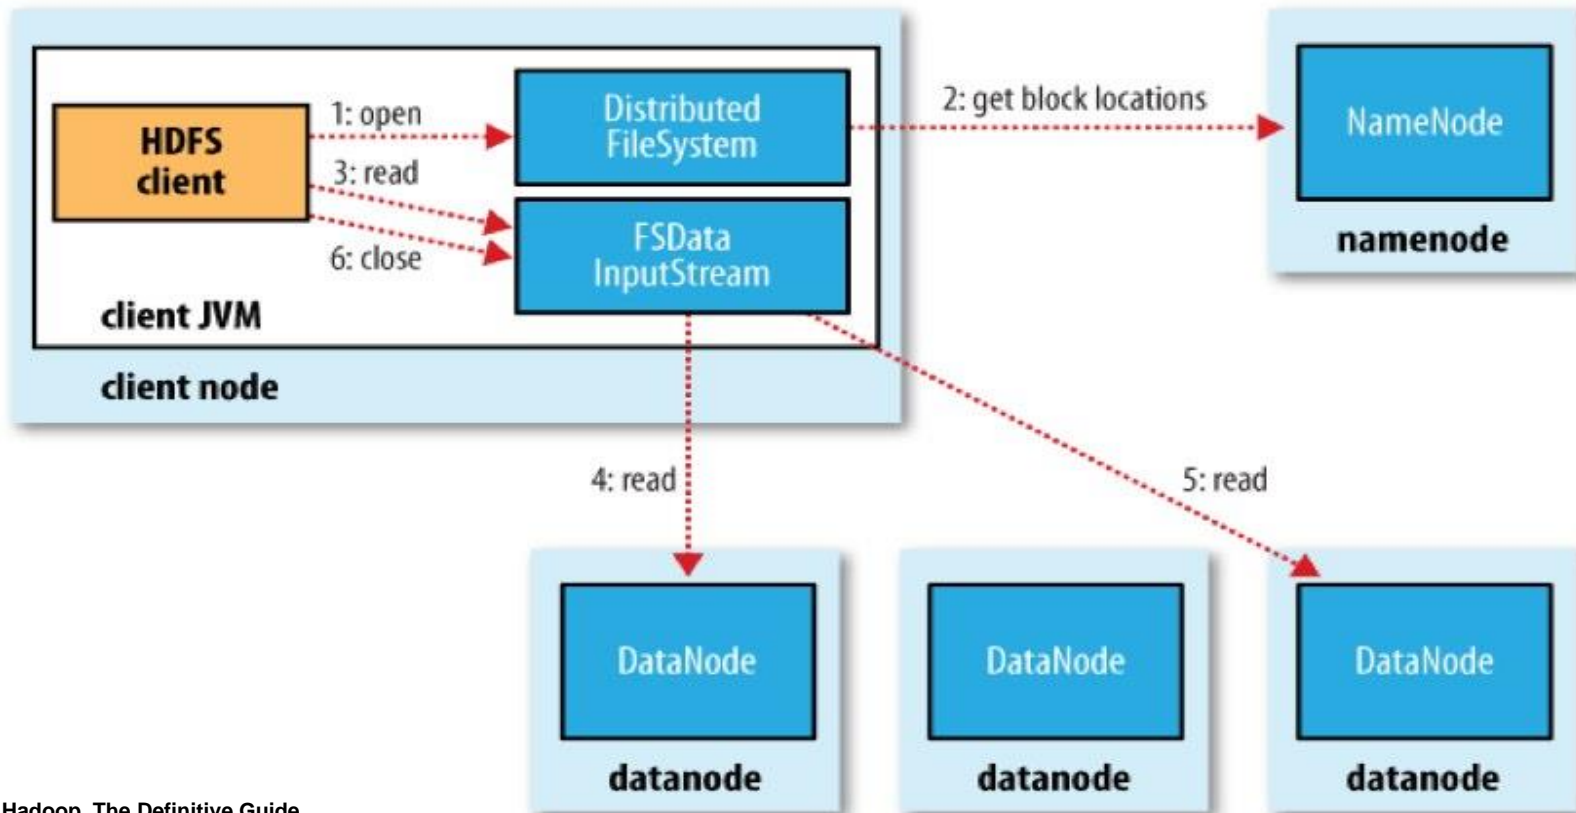 1: open
HDFS
client
3: read
6: close
Distributed
FileSystem
FSData
InputStream
client JVM
client node
2: get block locations
NameNode
namenode
4: read
5: read
DataNode
datanode
DataNode
datanode
DataNode
datanode
Hadoop, The Definitive Guide